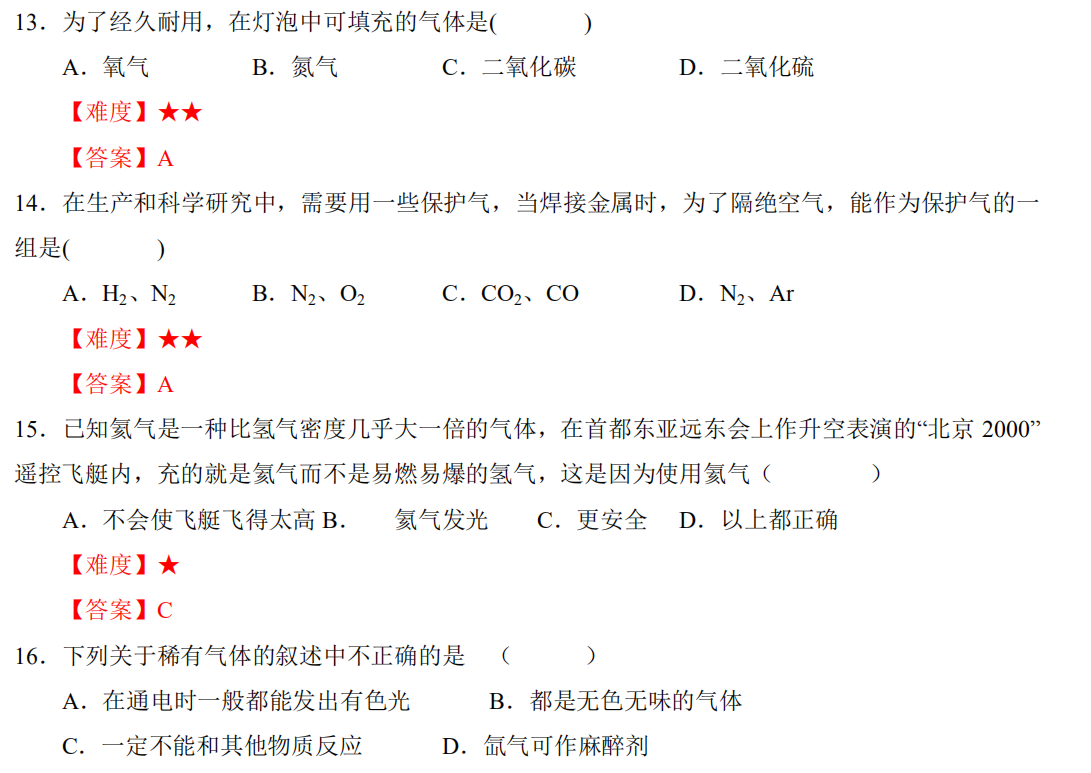 13．为了经久耐用，在灯泡中可填充的气体是(　　　)
A．氧气　　B．氮气　　C．二氧化碳　　D．二氧化硫
【难度】★★
【答案】A
14．在生产和科学研究中，需要用一些保护气，当焊接金属时，为了隔绝空气，能作为保护气的一
组是(　　　)
A．H₂、N₂　　B．N₂、O₂　　C．CO₂、CO　　D．N₂、Ar
【难度】★★
【答案】A
15．已知氦气是一种比氢气密度几乎大一倍的气体，在首都东亚远东会上作升空表演的“北京 2000”
遥控飞艇内，充的就是氦气而不是易燃易爆的氢气，这是因为使用氦气（　　　）
A．不会使飞艇飞得太高 B．　　氦气发光　　C．更安全　　D．以上都正确
【难度】★
【答案】C
16．下列关于稀有气体的叙述中不正确的是　（　　　）
A．在通电时一般都能发出有色光　　B．都是无色无味的气体
C．一定不能和其他物质反应　　D．氙气可作麻醉剂